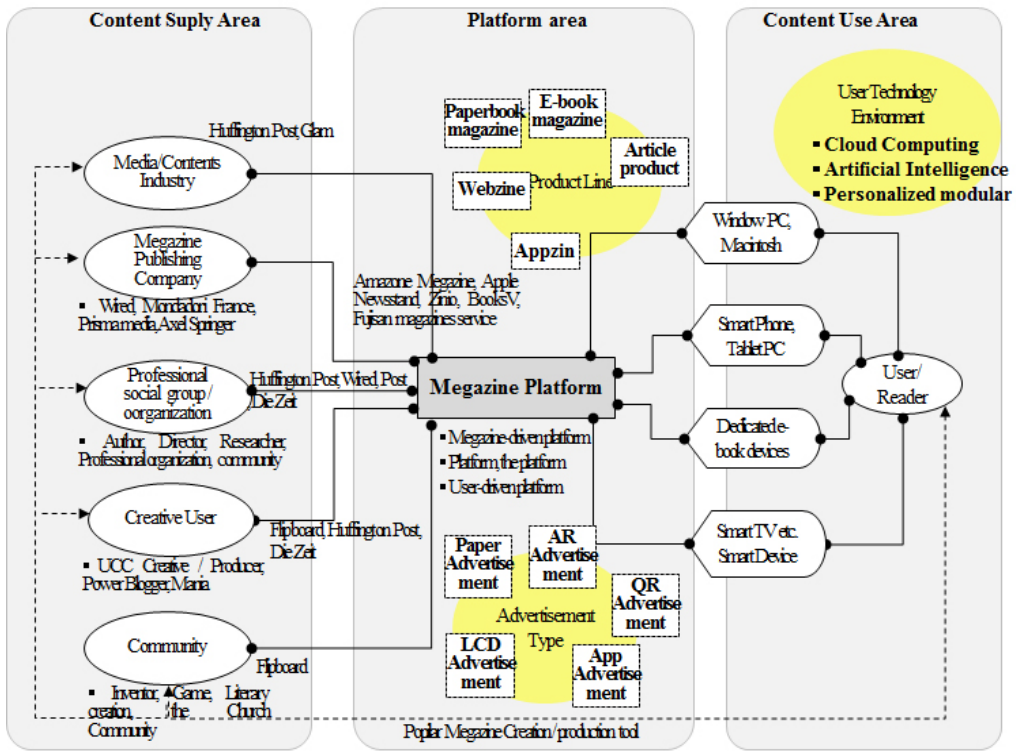 Content Suply Area
Huffington Post, Glam
Media/Contents
Industry
Megazine
Publishing
Company
▪ Wired, Mondadori France,
Prismamedia, Axel Springer
Professional
social group /
oorganization
Huffington Post, Wired, Post
, Die Zeit
▪ Author, Director, Researcher,
Professional organization, community
Creative User
Flipboard, Huffington Post,
Die Zeit
▪ UCC Creative / Producer,
Power Blogger, Mania
Community
Flipboard
▪ Inventor, Game, Literary
creation, the Church
Community
Platform area
Paperbook
magazine
E-book
magazine
Article
product
Webzine
Product Line
Appzin
Amazone Megazine, Apple
Newsstand, Zinio, BooksV,
Fujisan magazines service
Megazine Platform
▪ Megazine-driven platform
▪ Platform, the platform
▪ User-driven platform
Paper
Advertise
ment
AR
Advertise
ment
QR
Advertise
ment
Advertisement
Type
LCD
Advertise
ment
App
Advertise
ment
Popular Megazine Creation / production tool
Content Use Area
User Technology
Environment
▪ Cloud Computing
▪ Artificial Intelligence
▪ Personalized modular
Window PC,
Macintosh
Smart Phone,
Tablet PC
User/
Reader
Dedicated e-
book devices
Smart TV etc.
Smart Device